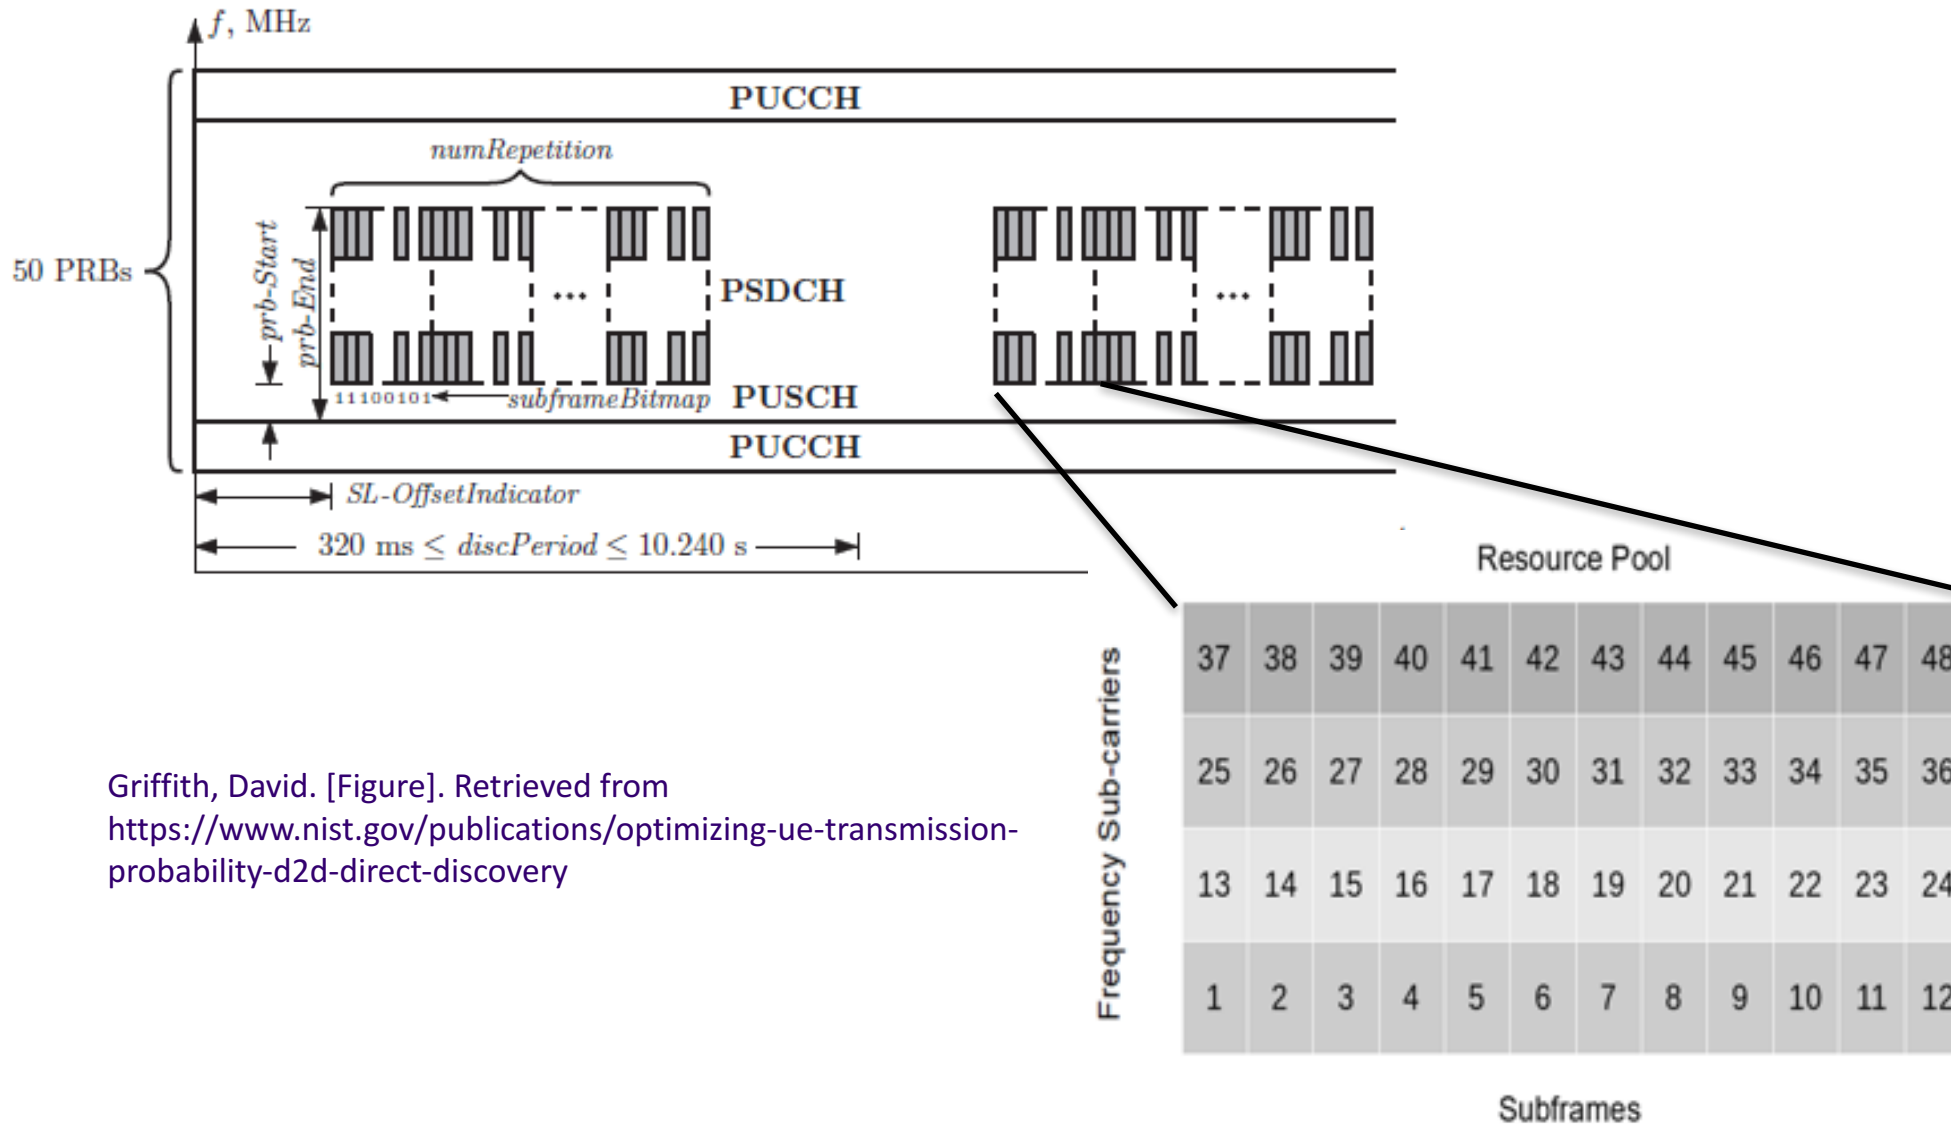 f, MHz
PUCCH
numRepetition
50 PRBs
prb-Start
prb-End
...
...
PSDCH
11100101
subframeBitmap
PUSCH
PUCCH
SL-OffsetIndicator
320 ms ≤ discPeriod ≤ 10.240 s
Resource Pool
Frequency Sub-carriers
37 38 39 40 41 42 43 44 45 46 47 48
25 26 27 28 29 30 31 32 33 34 35 36
13 14 15 16 17 18 19 20 21 22 23 24
1 2 3 4 5 6 7 8 9 10 11 12
Subframes
Griffith, David. [Figure]. Retrieved from
https://www.nist.gov/publications/optimizing-ue-transmission-
probability-d2d-direct-discovery